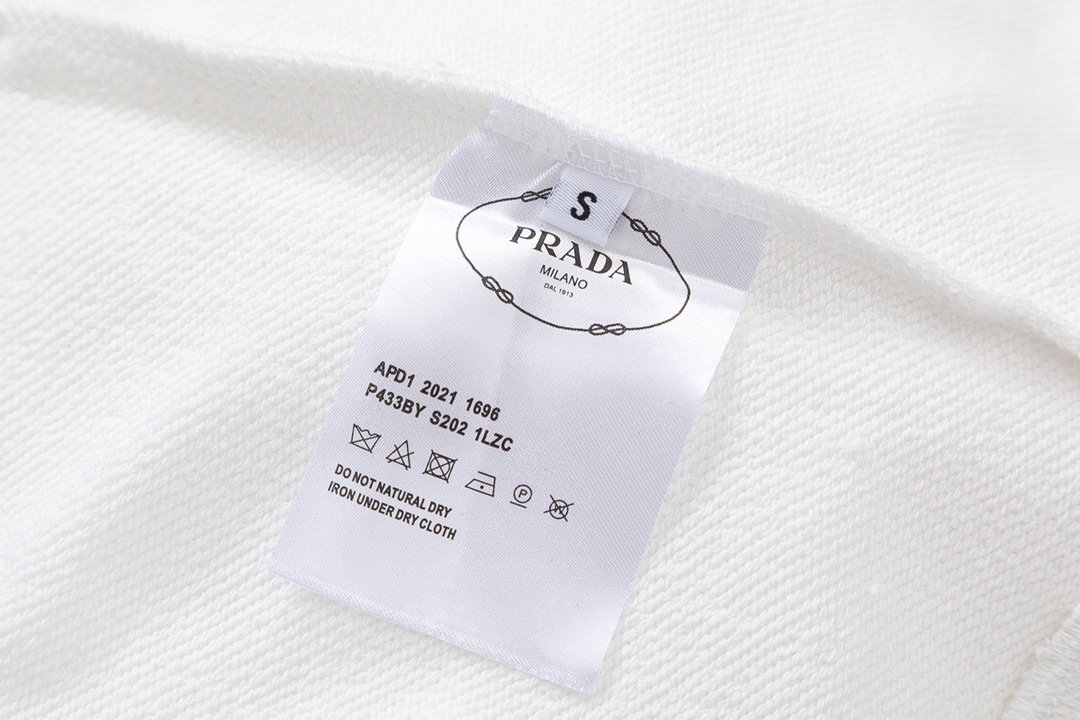 S
PRADA
MILANO
DAL 1913
APD1 2021 1696
P433BY S202 1LZC
P
W
DO NOT NATURAL DRY
IRON UNDER DRY CLOTH